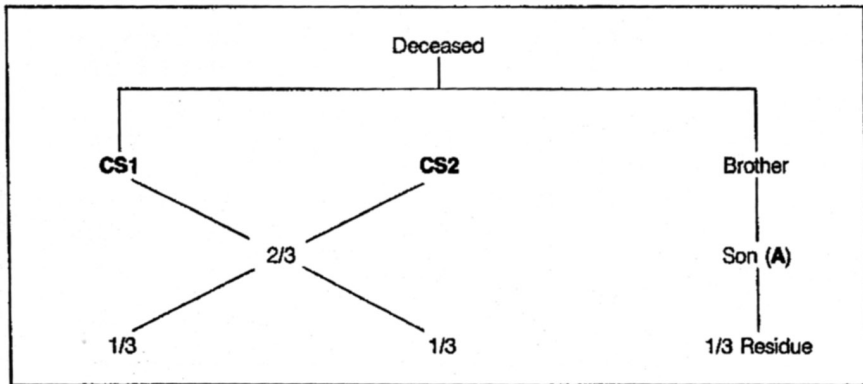 Deceased
CS1 CS2 Brother
2/3 Son (A)
1/3 1/3 1/3 Residue